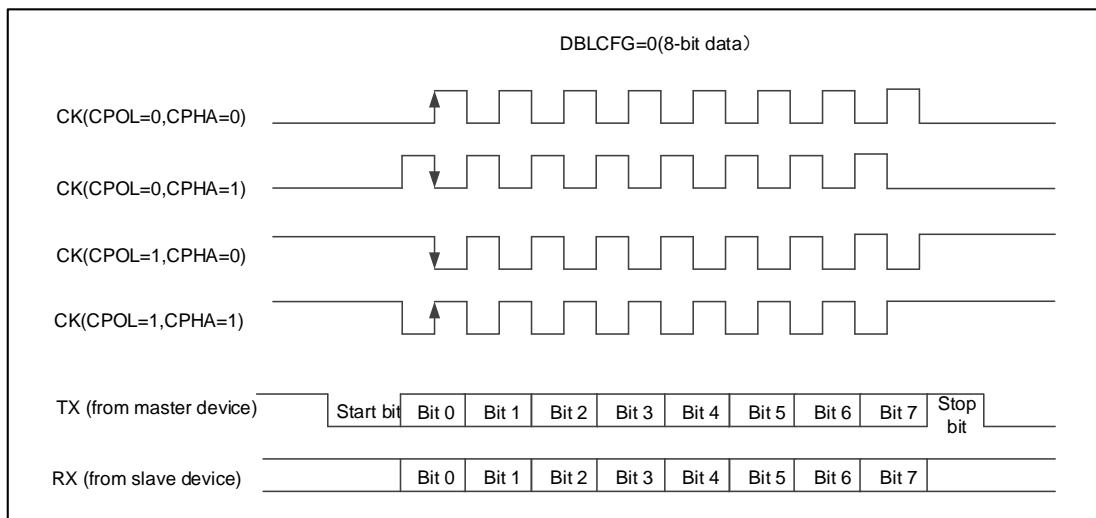 DBLCFG=0(8-bit data）
CK(CPOL=0,CPHA=0)
CK(CPOL=0,CPHA=1)
CK(CPOL=1,CPHA=0)
CK(CPOL=1,CPHA=1)
TX (from master device) Start bit Bit 0 Bit 1 Bit 2 Bit 3 Bit 4 Bit 5 Bit 6 Bit 7 Stop bit
RX (from slave device) Bit 0 Bit 1 Bit 2 Bit 3 Bit 4 Bit 5 Bit 6 Bit 7